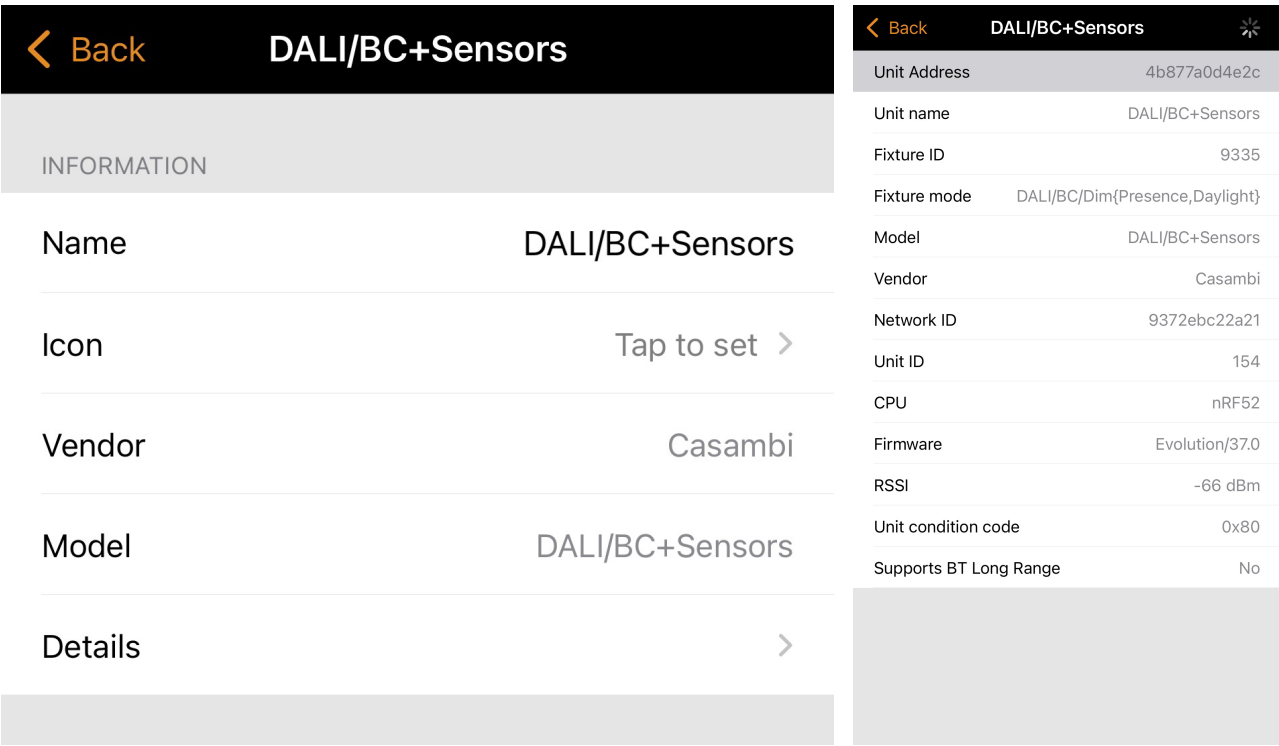 Back DALI/BC+Sensors
INFORMATION
Name DALI/BC+Sensors
Icon Tap to set
Vendor Casambi
Model DALI/BC+Sensors
Details
Back DALI/BC+Sensors
Unit Address 4b877a0d4e2c
Unit name DALI/BC+Sensors
Fixture ID 9335
Fixture mode DALI/BC/Dim{Presence,Daylight}
Model DALI/BC+Sensors
Vendor Casambi
Network ID 9372ebc22a21
Unit ID 154
CPU nRF52
Firmware Evolution/37.0
RSSI -66 dBm
Unit condition code 0x80
Supports BT Long Range No